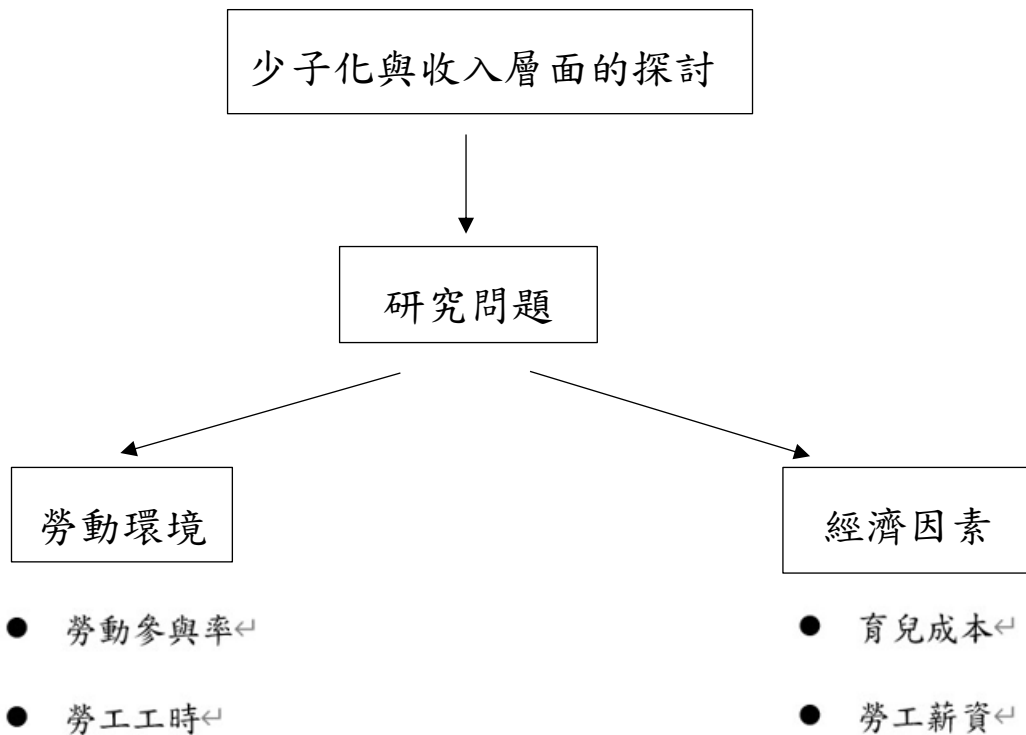 少子化與收入層面的探討
研究問題
勞動環境
經濟因素
● 勞動參與率↵
● 育兒成本↵
● 勞工工時↵
● 勞工薪資↵